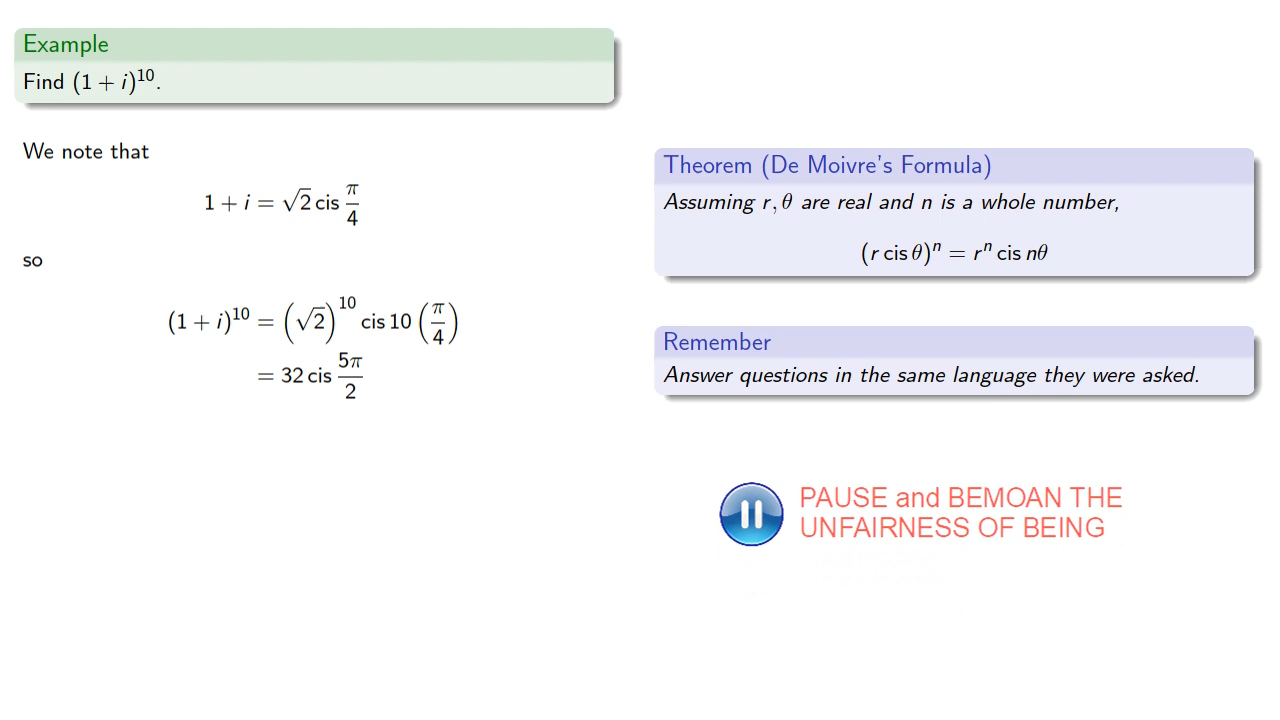 Example
Find (1 + i)^10.
We note that
1 + i = √2 cis π/4
so
(1 + i)^10 = (√2)^10 cis 10 (π/4)
= 32 cis 5π/2
Theorem (De Moivre's Formula)
Assuming r, θ are real and n is a whole number,
(r cis θ)^n = r^n cis nθ
Remember
Answer questions in the same language they were asked.
PAUSE and BEMOAN THE
UNFAIRNESS OF BEING